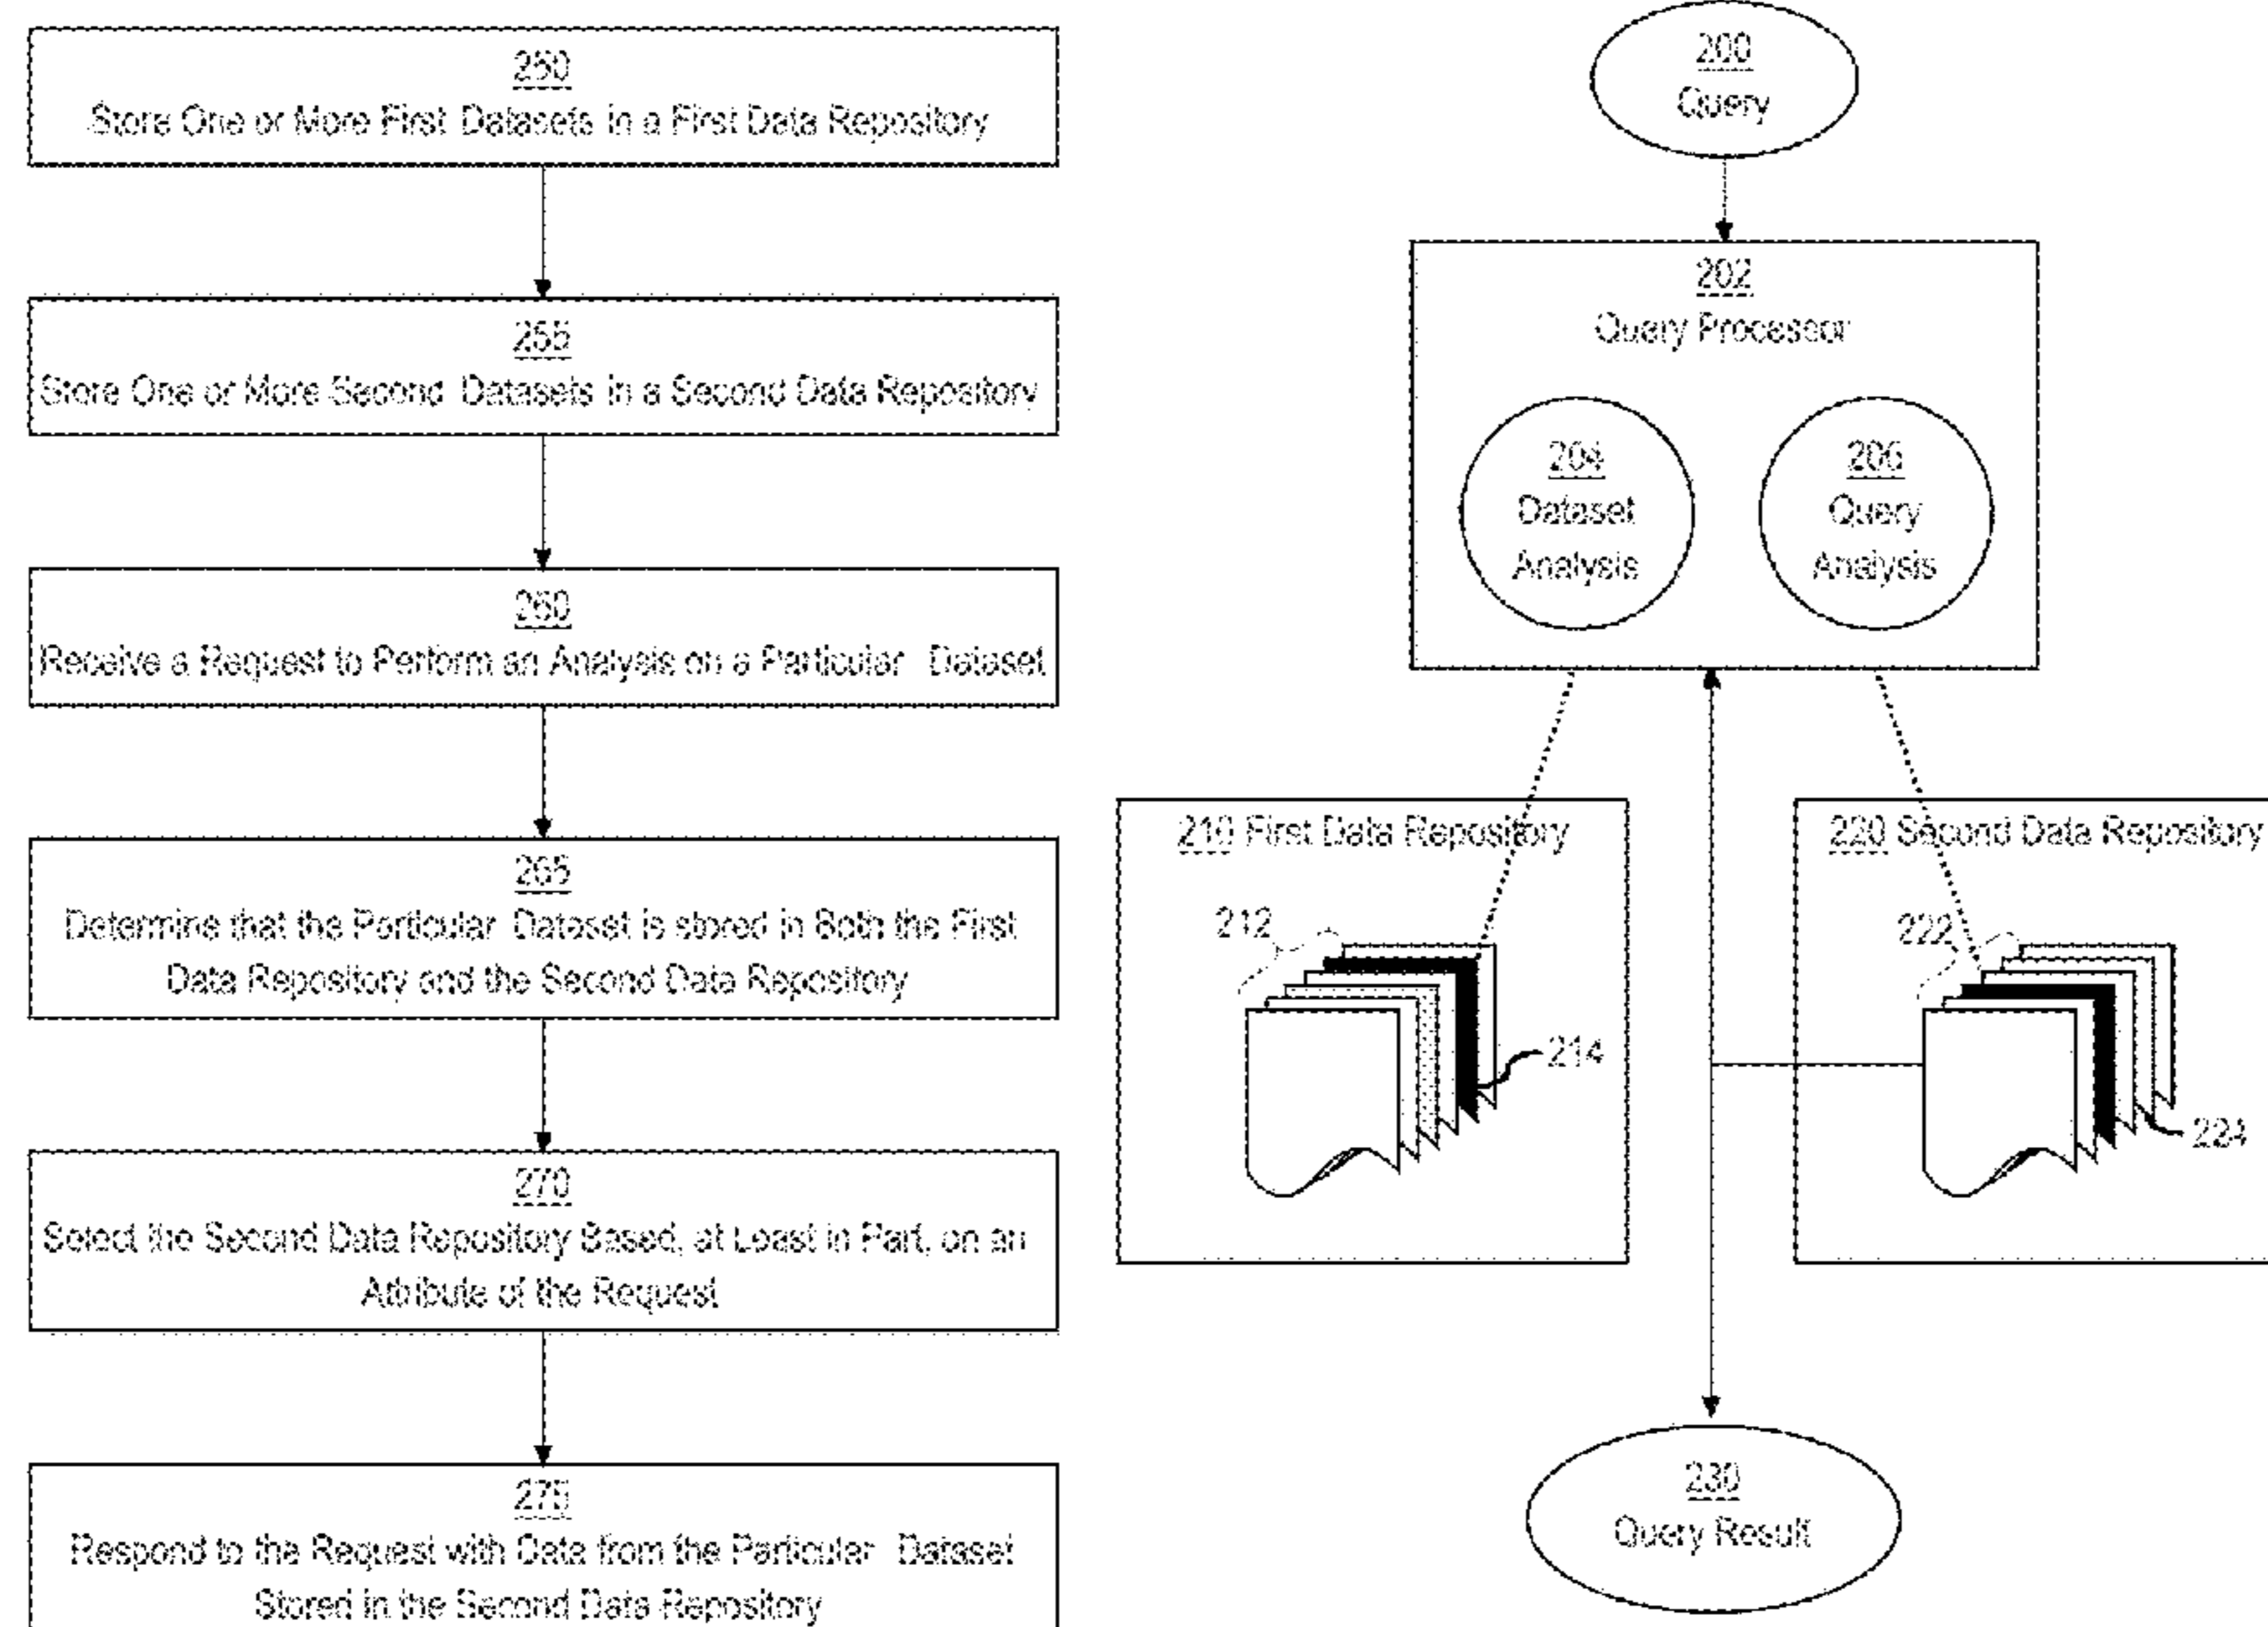 250
Store One or More First Datasets in a First Data Repository
255
Store One or More Second Datasets in a Second Data Repository
260
Receive a Request to Perform an Analysis on a Particular Dataset
265
Determine that the Particular Dataset is stored in Both the First
Data Repository and the Second Data Repository
270
Select the Second Data Repository Based, at Least in Part, on an
Attribute of the Request
275
Respond to the Request with Data from the Particular Dataset
Stored in the Second Data Repository
200
Query
202
Query Processor
204
Dataset
Analysis
206
Query
Analysis
210 First Data Repository
212
214
220 Second Data Repository
222
224
230
Query Result